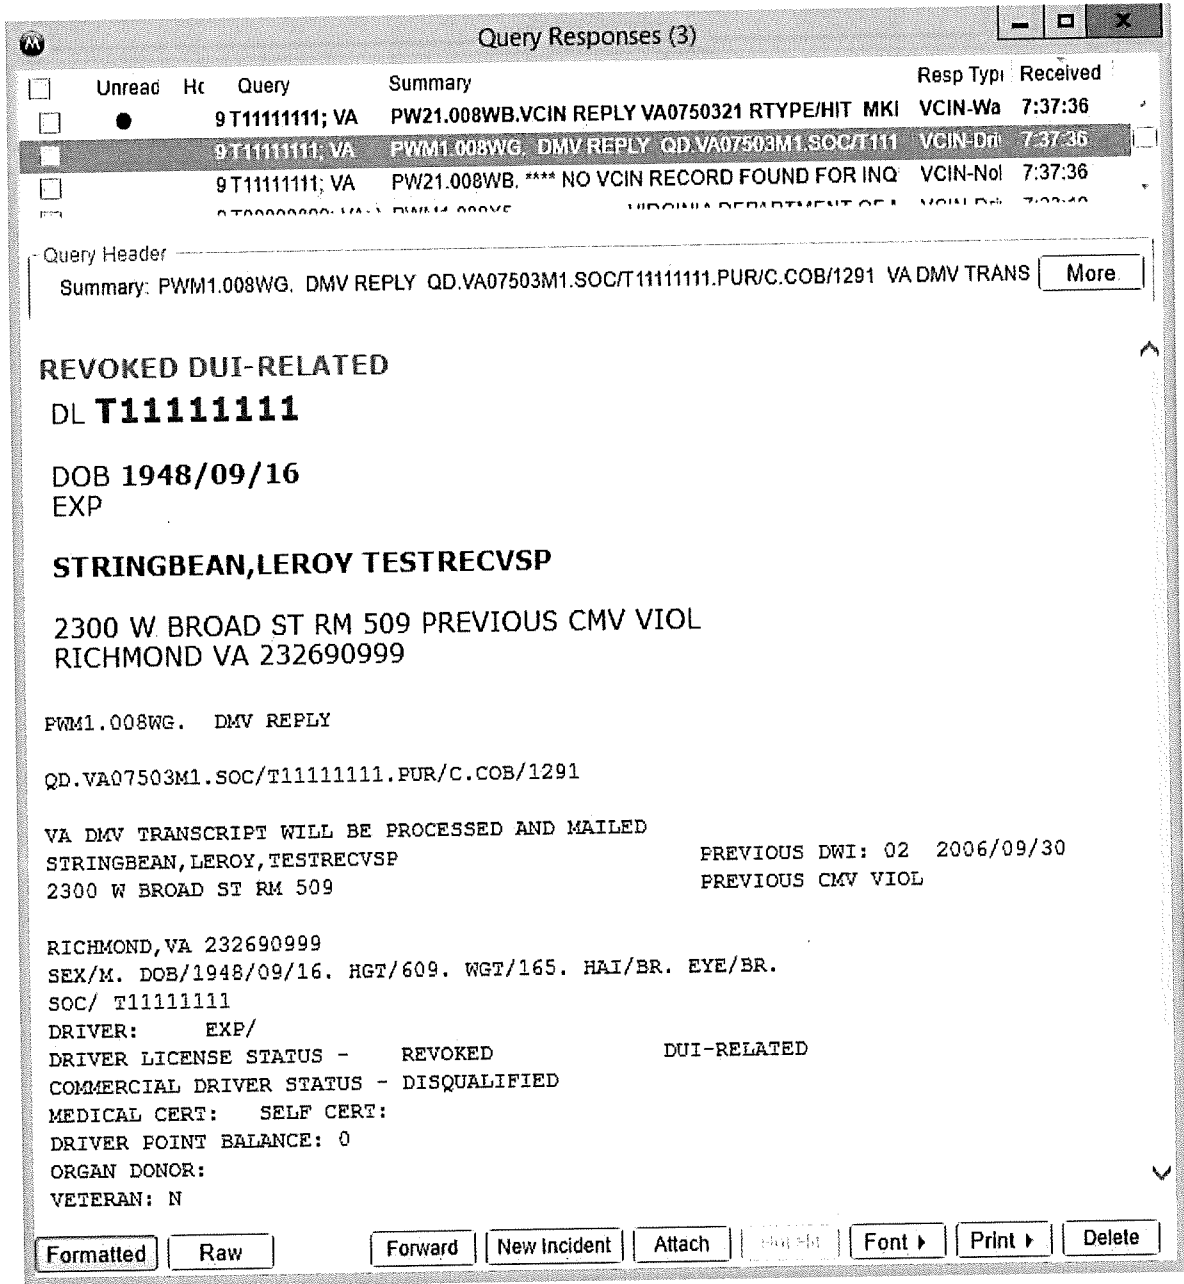 Query Responses (3)
Unread Hc Query Summary Resp Type Received
9 T11111111; VA PW21.008WB.VCIN REPLY VA0750321 RTYPE/HIT MKI VCIN-Wa 7:37:36
9 T11111111; VA PWM1.008WG. DMV REPLY QD.VA07503M1.SOC/T111 VCIN-Dri 7:37:36
9 T11111111; VA PW21.008WB. **** NO VCIN RECORD FOUND FOR INQ VCIN-Not 7:37:36
Query Header
Summary: PWM1.008WG. DMV REPLY QD.VA07503M1.SOC/T11111111.PUR/C.COB/1291 VA DMV TRANS More
REVOKED DUI-RELATED
DL T11111111
DOB 1948/09/16
EXP
STRINGBEAN,LEROY TESTRECVSP
2300 W BROAD ST RM 509 PREVIOUS CMV VIOL
RICHMOND VA 232690999
PWM1.008WG. DMV REPLY
QD.VA07503M1.SOC/T11111111.PUR/C.COB/1291
VA DMV TRANSCRIPT WILL BE PROCESSED AND MAILED
STRINGBEAN,LEROY,TESTRECVSP PREVIOUS DWI: 02 2006/09/30
2300 W BROAD ST RM 509 PREVIOUS CMV VIOL
RICHMOND,VA 232690999
SEX/M. DOB/1948/09/16. HGT/609. WGT/165. HAI/BR. EYE/BR.
SOC/ T11111111
DRIVER: EXP/
DRIVER LICENSE STATUS - REVOKED DUI-RELATED
COMMERCIAL DRIVER STATUS - DISQUALIFIED
MEDICAL CERT: SELF CERT:
DRIVER POINT BALANCE: 0
ORGAN DONOR:
VETERAN: N
Formatted Raw Forward New Incident Attach Font Print Delete